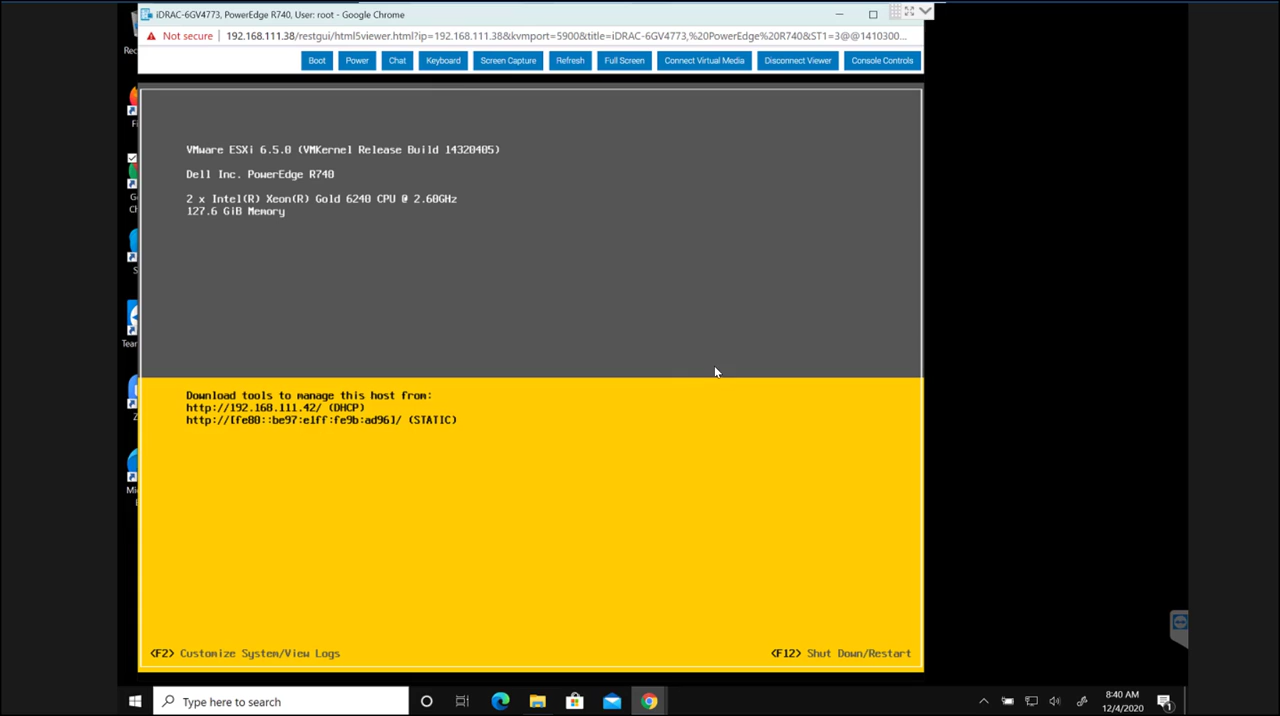 iDRAC-6GV4773, PowerEdge R740, User: root - Google Chrome
Not secure 192.168.111.38/restgui/html5viewer.html?ip=192.168.111.38&kvmport=5900&title=iDRAC-6GV4773,%20PowerEdge%20R740&ST1=3@@1410300...
Boot Power Chat Keyboard Screen Capture Refresh Full Screen Connect Virtual Media Disconnect Viewer Console Controls
VMware ESXi 6.5.0 (VMKernel Release Build 14320405)
Dell Inc. PowerEdge R740
2 x Intel(R) Xeon(R) Gold 6240 CPU @ 2.60GHz
127.6 GiB Memory
Download tools to manage this host from:
http://192.168.111.42/ (DHCP)
http://[fe80::be97:e1ff:fe9b:ad96]/ (STATIC)
<F2> Customize System/View Logs
<F12> Shut Down/Restart
Type here to search
8:40 AM
12/4/2020
1